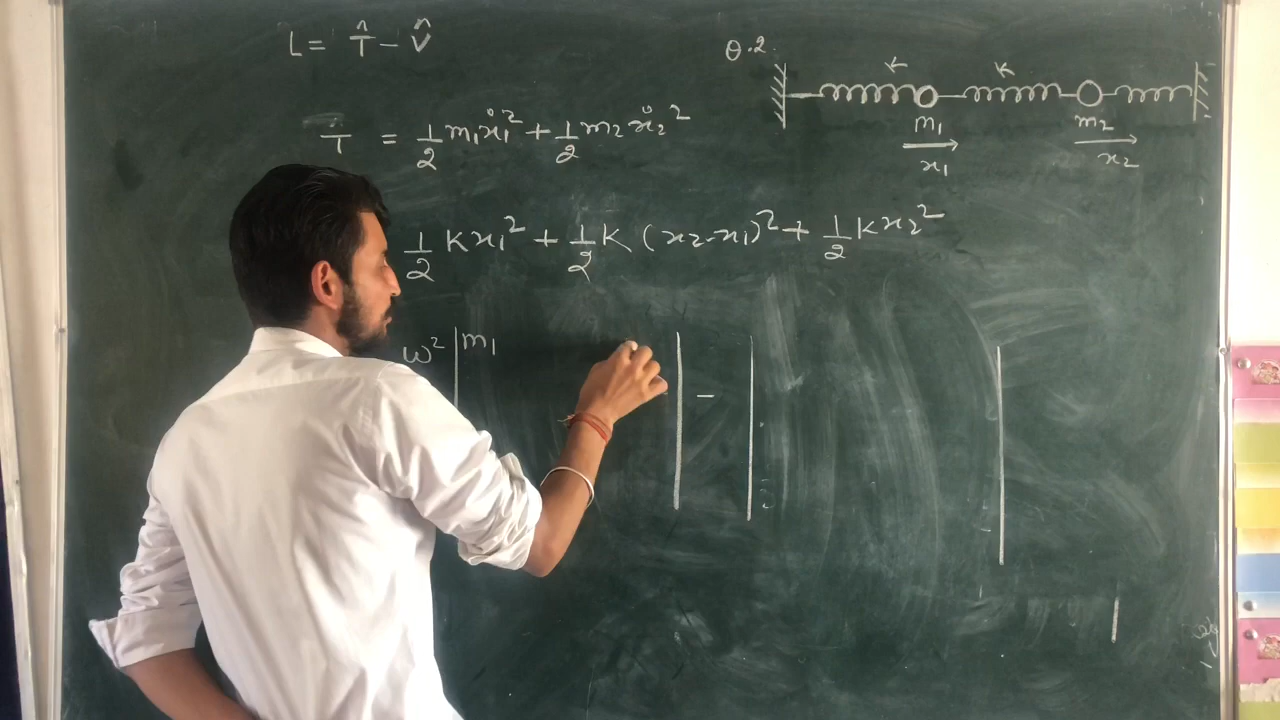 L = T̂ - V̂
Q.2.
K K
m₁ m₂
x₁ x₂
T = 1/2 m₁ẋ₁² + 1/2 m₂ẋ₂²
1/2 Kx₁² + 1/2 K (x₂-x₁)² + 1/2 Kx₂²
ω² | m₁ | - | |